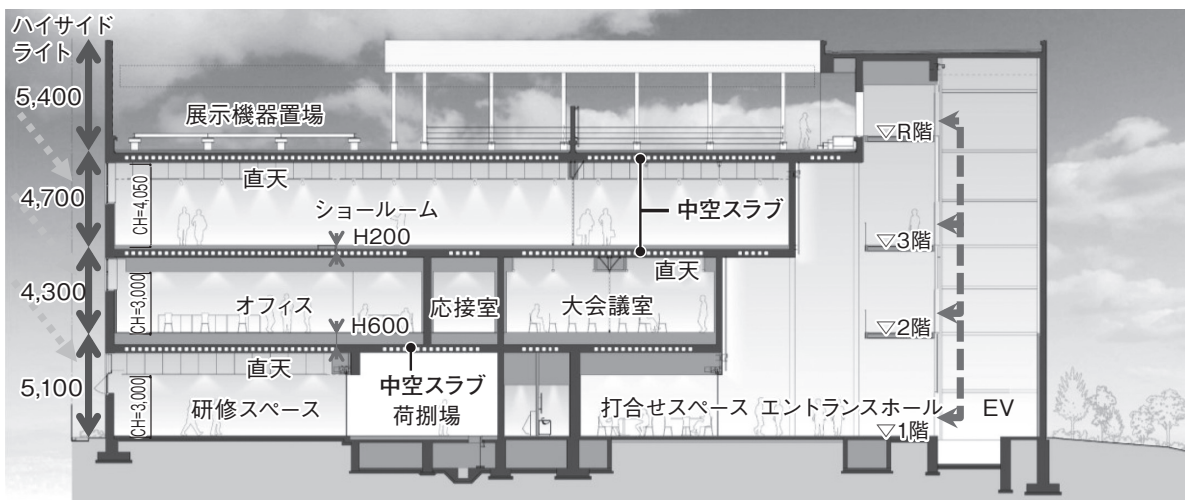 ハイサイド
ライト
5,400
展示機器置場
▽R階
直天
4,700
CH=4,050
ショールーム
中空スラブ
H200
▽3階
直天
4,300
CH=3,000
オフィス
応接室
大会議室
H600
▽2階
直天
5,100
CH=3,000
中空スラブ
研修スペース
荷捌場
打合せスペース
エントランスホール
EV
▽1階